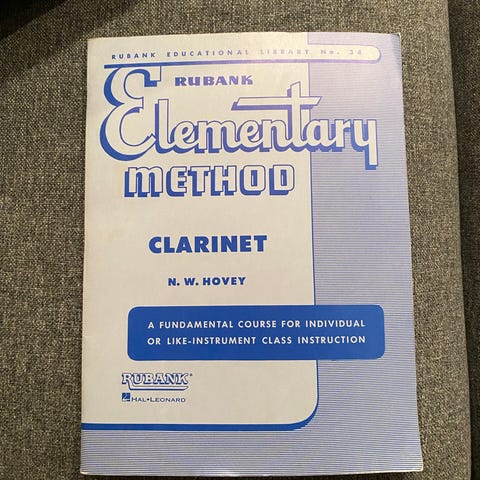 RUBANK EDUCATIONAL LIBRARY No. 34
RUBANK
Elementary
METHOD
CLARINET
N. W. HOVEY
A FUNDAMENTAL COURSE FOR INDIVIDUAL
OR LIKE-INSTRUMENT CLASS INSTRUCTION
RUBANK®
HAL•LEONARD®